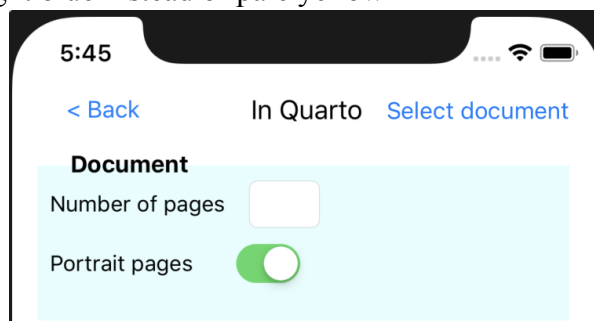 5:45
< Back In Quarto Select document
Document
Number of pages
Portrait pages